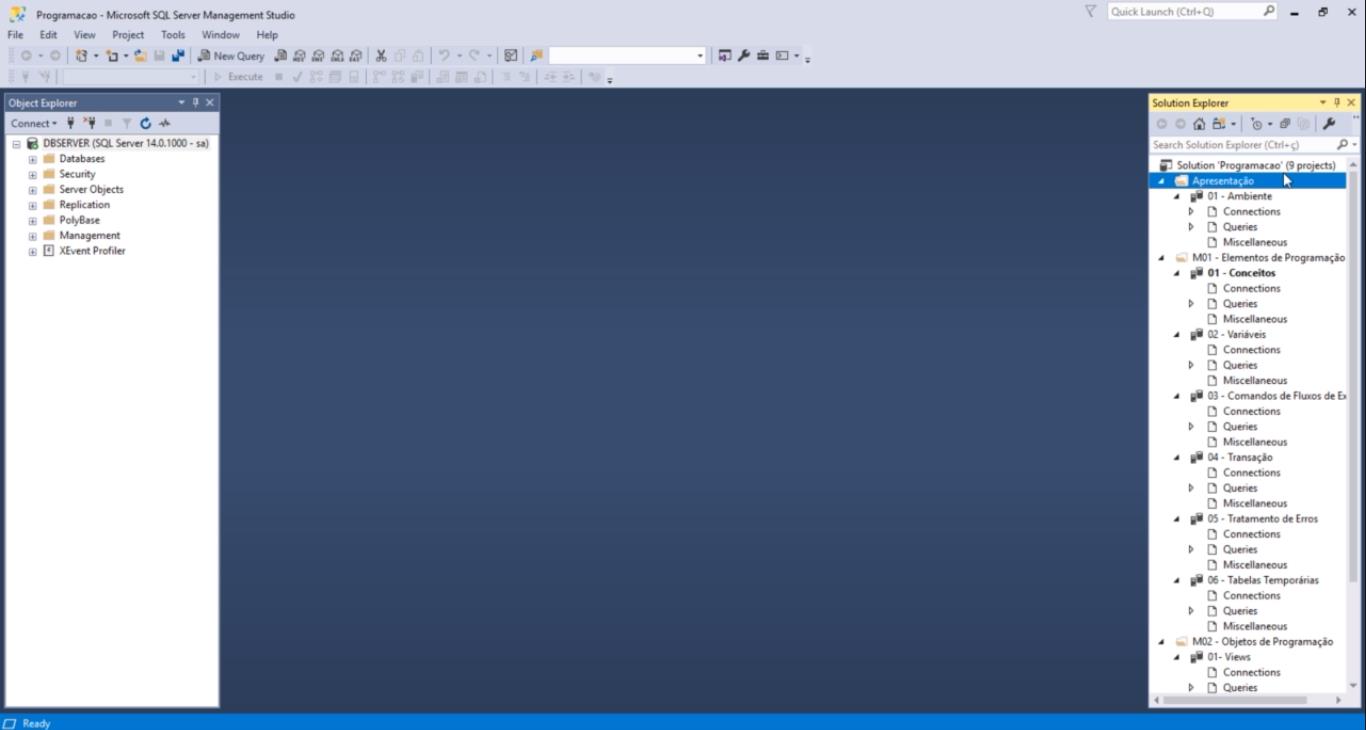 Programacao - Microsoft SQL Server Management Studio
Quick Launch (Ctrl+Q)
File Edit View Project Tools Window Help
New Query
Execute
Object Explorer
Connect
DBSERVER (SQL Server 14.0.1000 - sa)
Databases
Security
Server Objects
Replication
PolyBase
Management
XEvent Profiler
Solution Explorer
Search Solution Explorer (Ctrl+ç)
Solution 'Programacao' (9 projects)
Apresentação
01 - Ambiente
Connections
Queries
Miscellaneous
M01 - Elementos de Programação
01 - Conceitos
Connections
Queries
Miscellaneous
02 - Variáveis
Connections
Queries
Miscellaneous
03 - Comandos de Fluxos de Ex
Connections
Queries
Miscellaneous
04 - Transação
Connections
Queries
Miscellaneous
05 - Tratamento de Erros
Connections
Queries
Miscellaneous
06 - Tabelas Temporárias
Connections
Queries
Miscellaneous
M02 - Objetos de Programação
01- Views
Connections
Queries
Ready